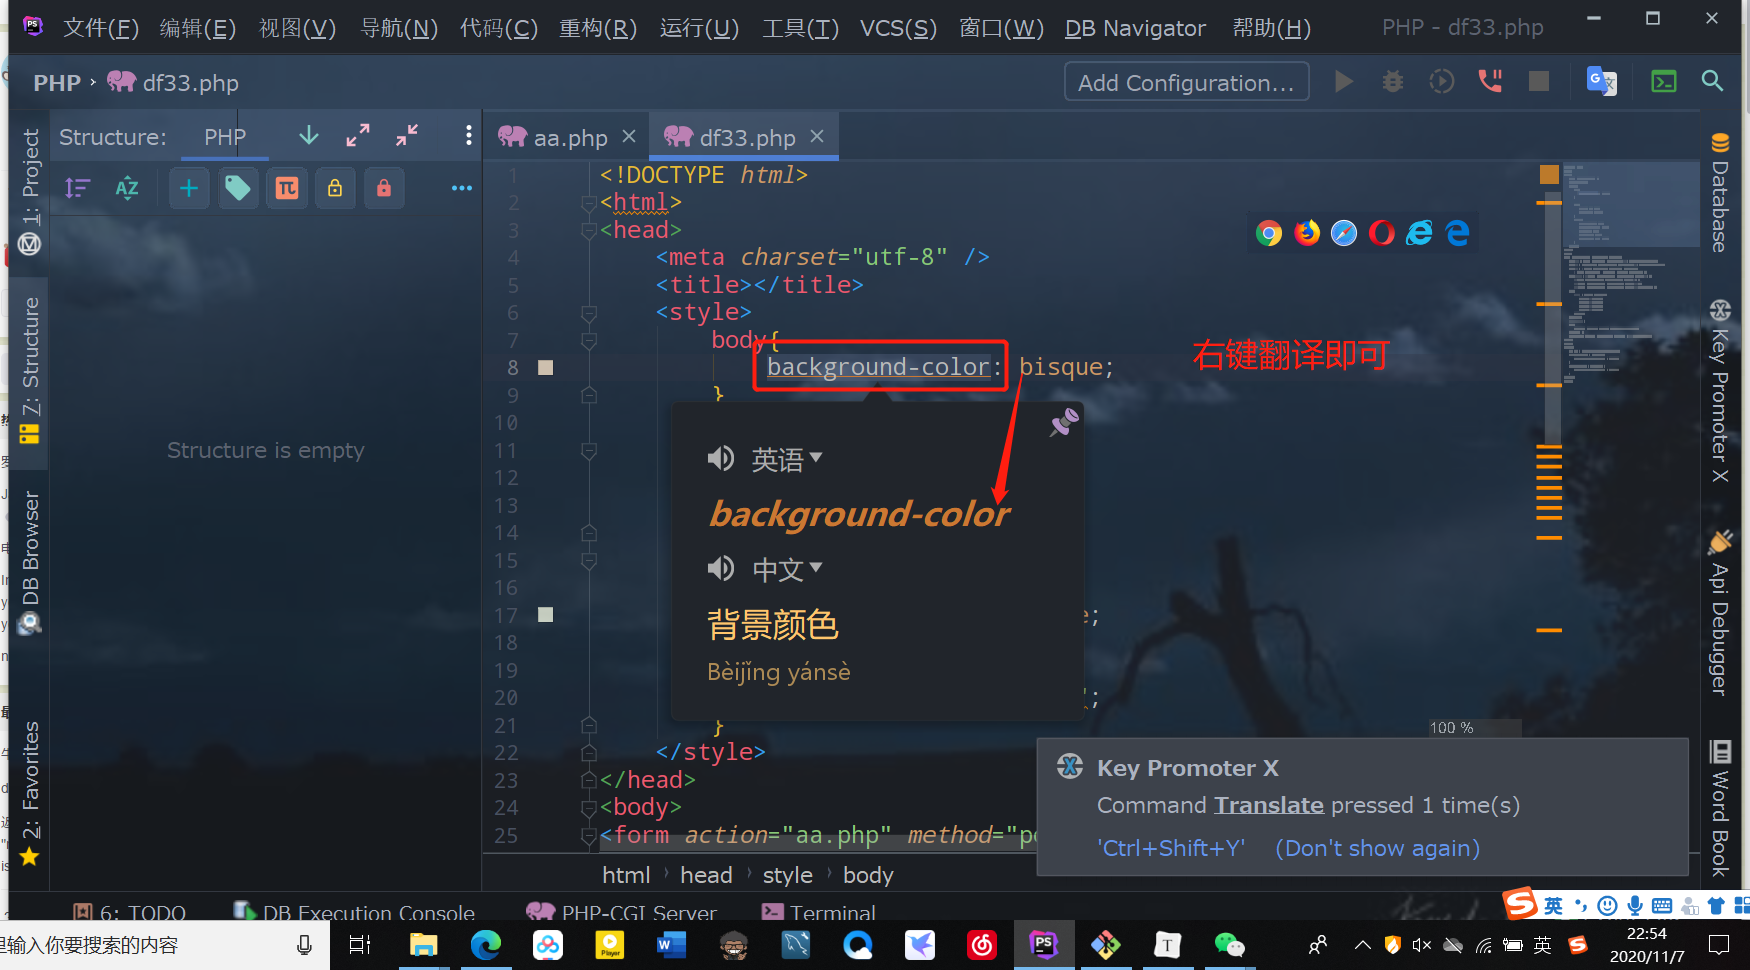 文件(F) 编辑(E) 视图(V) 导航(N) 代码(C) 重构(R) 运行(U) 工具(T) VCS(S) 窗口(W) DB Navigator 帮助(H) PHP - df33.php
PHP › df33.php Add Configuration...
Structure: PHP
aa.php df33.php
1 <!DOCTYPE html>
2 <html>
3 <head>
4 <meta charset="utf-8" />
5 <title></title>
6 <style>
7 body{
8 background-color: bisque;
右键翻译即可
9 }
10
11
12
13
14
15
16
17 e;
18
19
20 ';
21 }
22 </style>
23 </head>
24 <body>
25 <form action="aa.php" method="po
英语
background-color
中文
背景颜色
Bèijǐng yánsè
Structure is empty
1: Project
7: Structure
DB Browser
2: Favorites
Database
Key Promoter X
Api Debugger
Word Book
100 %
Key Promoter X
Command Translate pressed 1 time(s)
'Ctrl+Shift+Y' (Don't show again)
html › head › style › body
6: TODO DB Execution Console PHP-CGI Server Terminal
英
里输入你要搜索的内容
英
22:54
2020/11/7